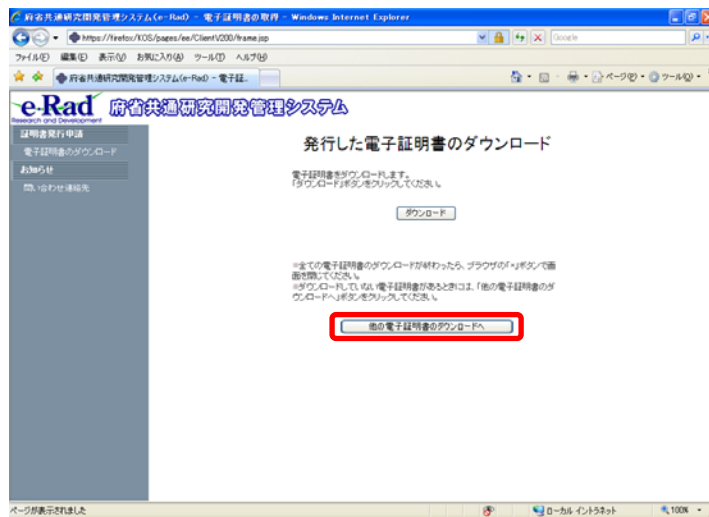 府省共通研究開発管理システム(e-Rad) - 電子証明書の取得 - Windows Internet Explorer
https://firefox/KOS/pages/ee/ClientV200/frame.jsp
Google
ファイル(F) 編集(E) 表示(V) お気に入り(A) ツール(T) ヘルプ(H)
府省共通研究開発管理システム(e-Rad) - 電子証...
ページ(P) ツール(O)
e-Rad 府省共通研究開発管理システム
Research and Development
証明書発行申請
電子証明書のダウンロード
お知らせ
問い合わせ連絡先
発行した電子証明書のダウンロード
電子証明書をダウンロードします。
「ダウンロード」ボタンをクリックしてください。
ダウンロード
※全ての電子証明書のダウンロードが終わったら、ブラウザの「×」ボタンで画
面を閉じてください。
※ダウンロードしていない電子証明書があるときには、「他の電子証明書のダ
ウンロードへ」ボタンをクリックしてください。
他の電子証明書のダウンロードへ
ページが表示されました
ローカル イントラネット
100%